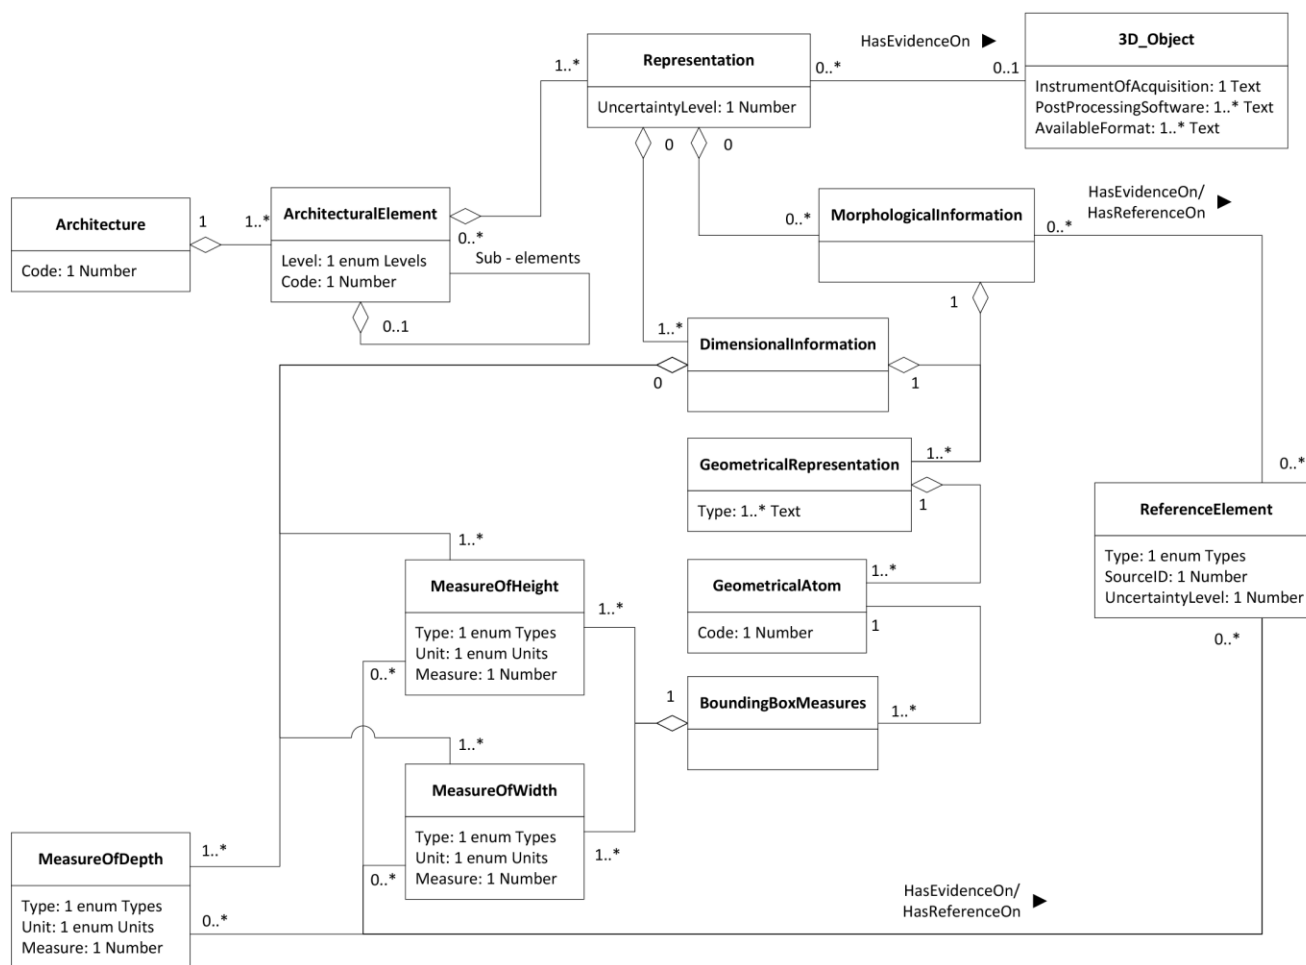 HasEvidenceOn ▶
Representation
UncertaintyLevel: 1 Number
1..*
0..*
0..1
3D_Object
InstrumentOfAcquisition: 1 Text
PostProcessingSoftware: 1..* Text
AvailableFormat: 1..* Text
0
0
Architecture
Code: 1 Number
1
1..*
ArchitecturalElement
Level: 1 enum Levels
Code: 1 Number
0..*
Sub - elements
0..1
MorphologicalInformation
0..*
0..*
1
HasEvidenceOn/
HasReferenceOn ▶
1..*
DimensionalInformation
0
1
GeometricalRepresentation
Type: 1..* Text
1..*
1
0..*
ReferenceElement
Type: 1 enum Types
SourceID: 1 Number
UncertaintyLevel: 1 Number
0..*
1..*
MeasureOfHeight
Type: 1 enum Types
Unit: 1 enum Units
Measure: 1 Number
1..*
0..*
GeometricalAtom
Code: 1 Number
1..*
1
BoundingBoxMeasures
1
1..*
1..*
MeasureOfWidth
Type: 1 enum Types
Unit: 1 enum Units
Measure: 1 Number
1..*
0..*
MeasureOfDepth
Type: 1 enum Types
Unit: 1 enum Units
Measure: 1 Number
1..*
0..*
HasEvidenceOn/
HasReferenceOn ▶